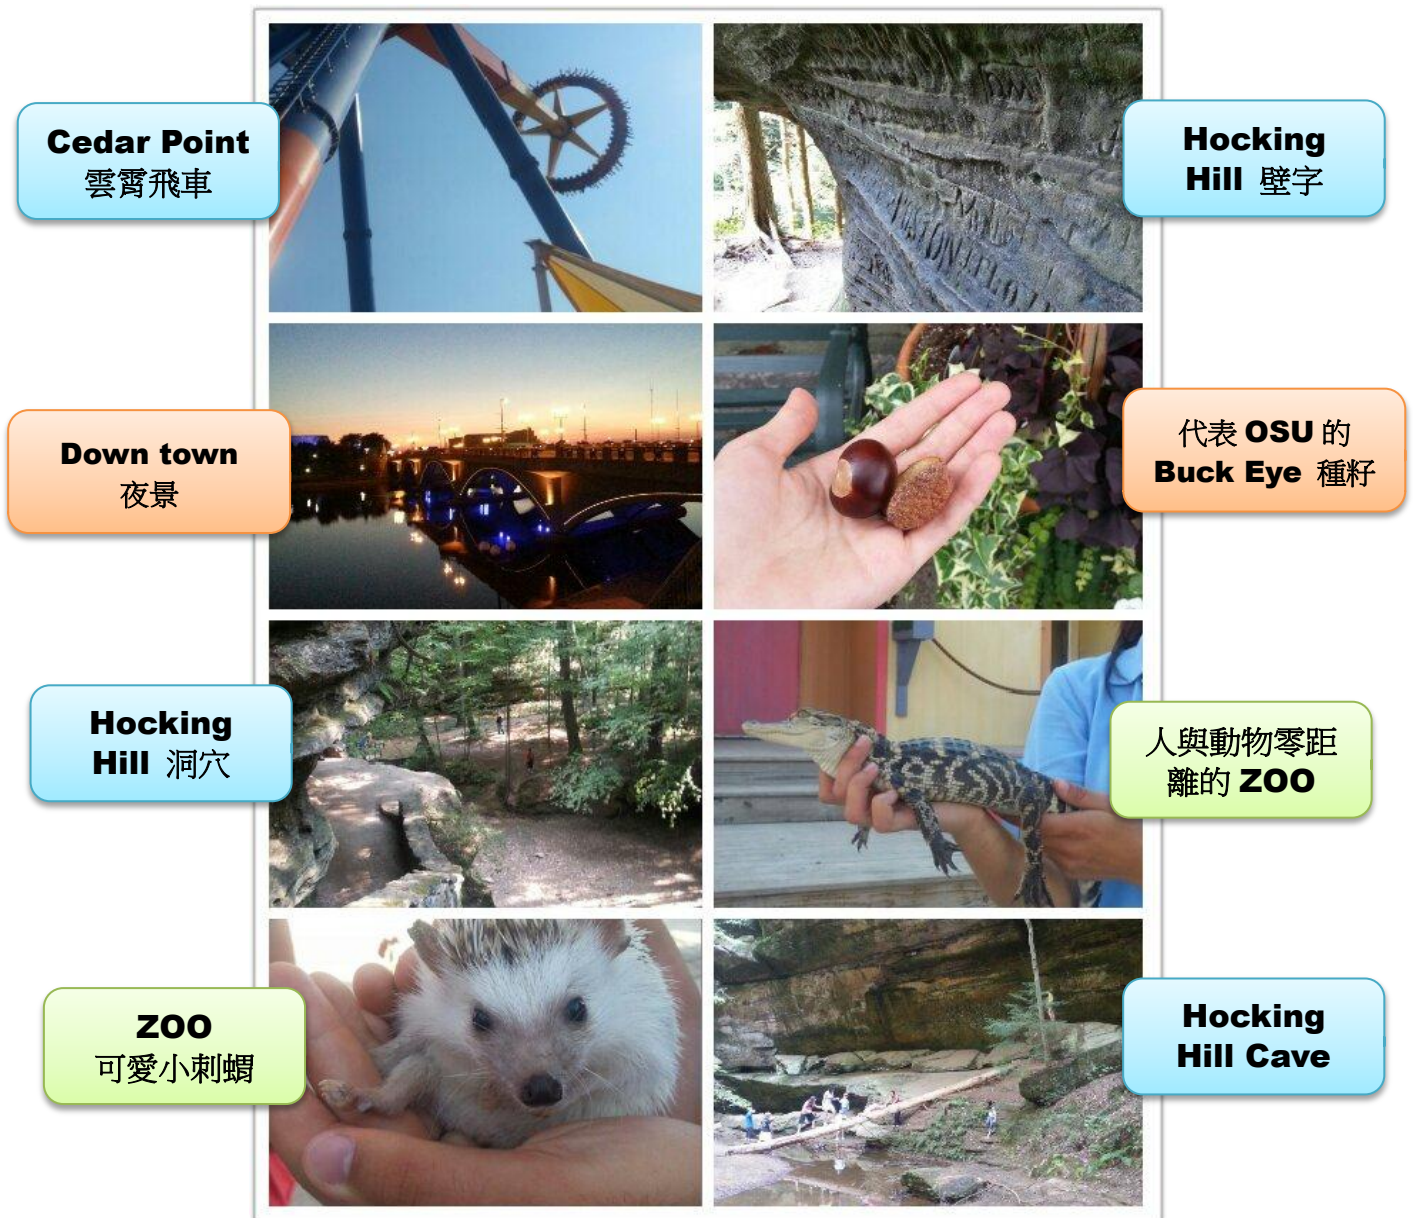 Cedar Point
雲霄飛車
Hocking
Hill 壁字
Down town
夜景
代表 OSU 的
Buck Eye 種籽
Hocking
Hill 洞穴
人與動物零距
離的 ZOO
ZOO
可愛小刺蝟
Hocking
Hill Cave